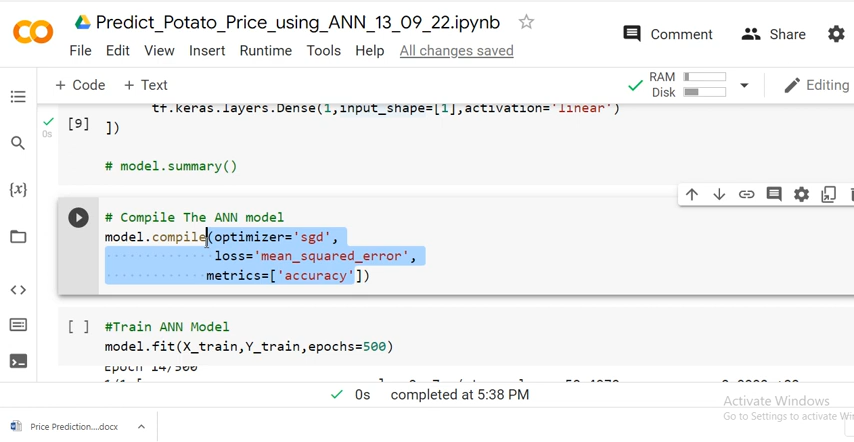 Predict_Potato_Price_using_ANN_13_09_22.ipynb
File Edit View Insert Runtime Tools Help All changes saved
Comment Share
+ Code + Text
RAM
Disk
Editing
tf.keras.layers.Dense(1,input_shape=[1],activation='linear')
[9] ])
0s
# model.summary()
# Compile The ANN model
model.compile(optimizer='sgd',
loss='mean_squared_error',
metrics=['accuracy'])
[ ] #Train ANN Model
model.fit(X_train,Y_train,epochs=500)
Epoch 14/500
0s completed at 5:38 PM
Activate Windows
Go to Settings to activate Win
Price Prediction....docx